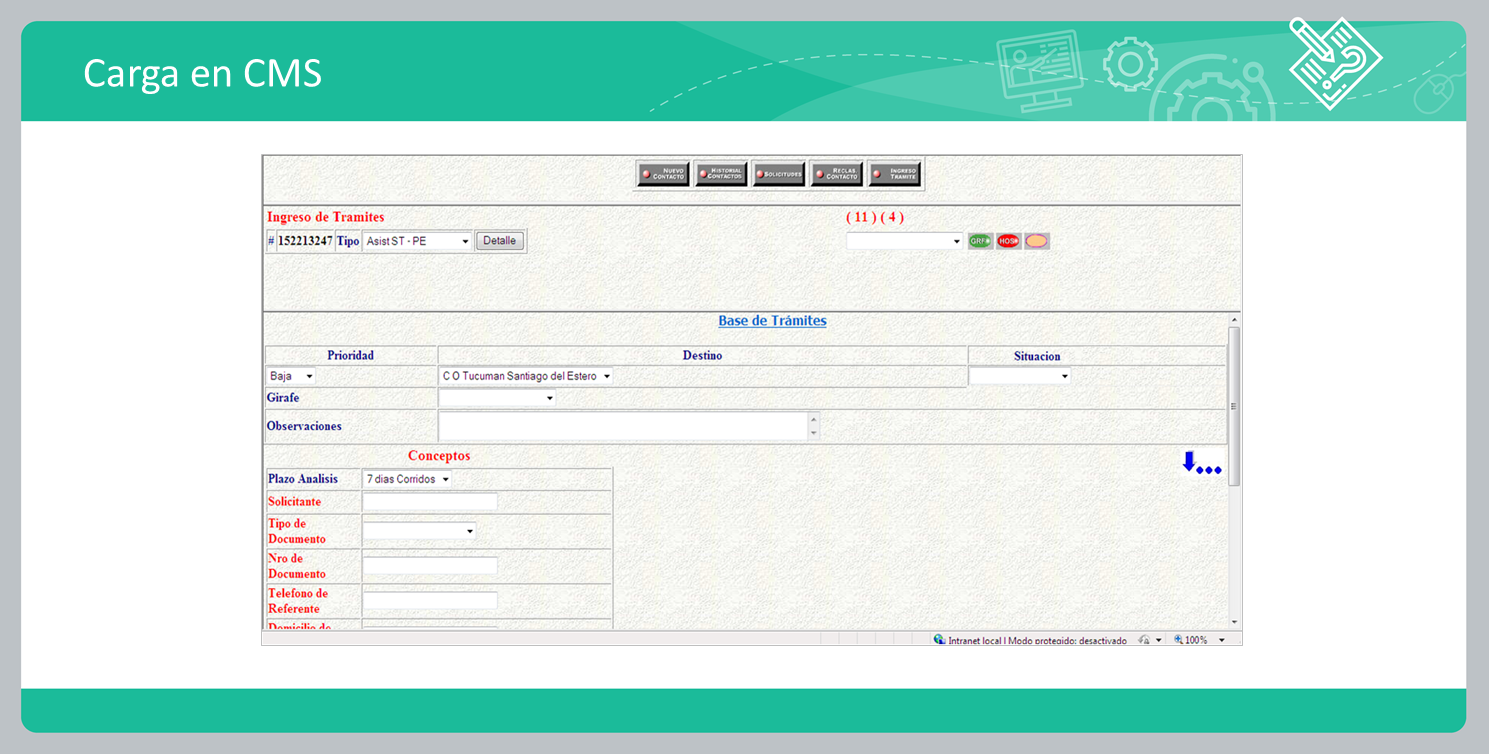 Carga en CMS
NUEVO CONTACTO
HISTORIAL CONTACTOS
SOLICITUDES
RECLAS. CONTACTO
INGRESO TRAMITE
Ingreso de Tramites
( 11 ) ( 4 )
# 152213247 Tipo Asist ST - PE Detalle
GRF
HOS
Base de Trámites
Prioridad Destino Situacion
Baja C O Tucuman Santiago del Estero
Girafe
Observaciones
Conceptos
Plazo Analisis 7 dias Corridos
Solicitante
Tipo de
Documento
Nro de
Documento
Telefono de
Referente
Domicilio de
Intranet local | Modo protegido: desactivado 100%